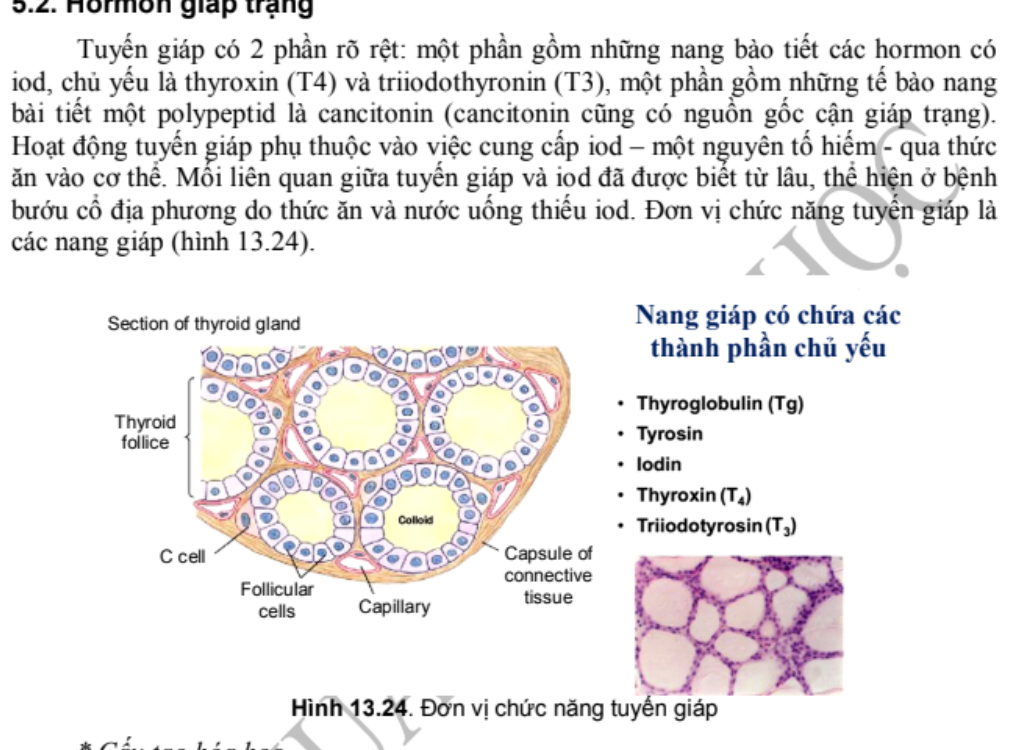 5.2. Hormon giáp trạng
Tuyến giáp có 2 phần rõ rệt: một phần gồm những nang bào tiết các hormon có
iod, chủ yếu là thyroxin (T4) và triiodothyronin (T3), một phần gồm những tế bào nang
bài tiết một polypeptid là cancitonin (cancitonin cũng có nguồn gốc cận giáp trạng).
Hoạt động tuyến giáp phụ thuộc vào việc cung cấp iod – một nguyên tố hiếm - qua thức
ăn vào cơ thể. Mối liên quan giữa tuyến giáp và iod đã được biết từ lâu, thể hiện ở bệnh
bướu cổ địa phương do thức ăn và nước uống thiếu iod. Đơn vị chức năng tuyến giáp là
các nang giáp (hình 13.24).
Section of thyroid gland
Thyroid
follice
C cell
Follicular
cells
Capillary
Colloid
Capsule of
connective
tissue
Nang giáp có chứa các
thành phần chủ yếu
• Thyroglobulin (Tg)
• Tyrosin
• Iodin
• Thyroxin (T₄)
• Triiodotyrosin (T₃)
Hình 13.24. Đơn vị chức năng tuyến giáp
* Cấu tạo hóa học